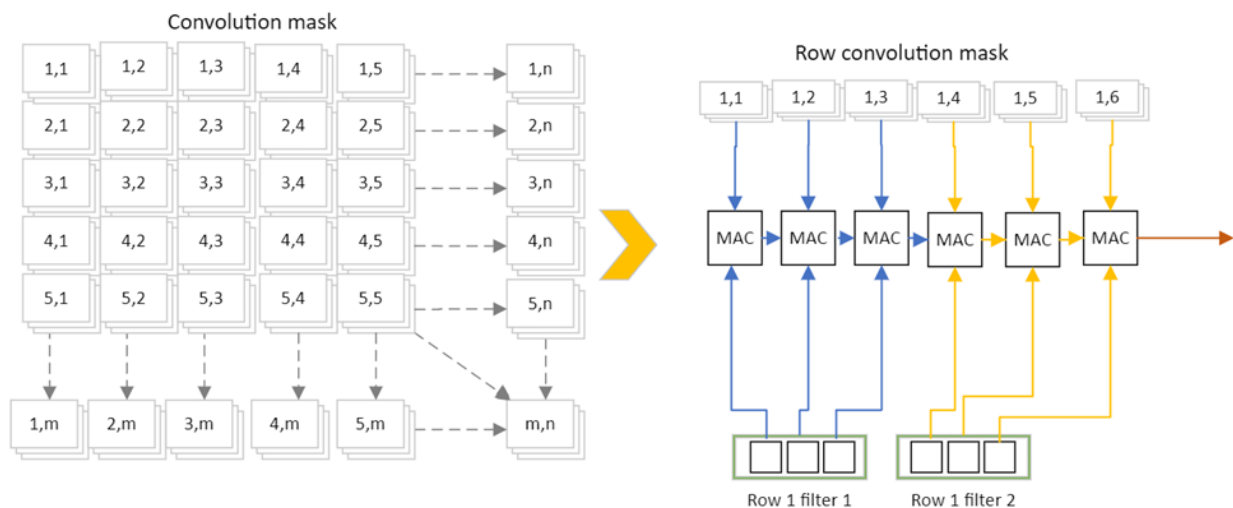 Convolution mask
1,1 1,2 1,3 1,4 1,5 1,n
2,1 2,2 2,3 2,4 2,5 2,n
3,1 3,2 3,3 3,4 3,5 3,n
4,1 4,2 4,3 4,4 4,5 4,n
5,1 5,2 5,3 5,4 5,5 5,n
1,m 2,m 3,m 4,m 5,m m,n
Row convolution mask
1,1 1,2 1,3 1,4 1,5 1,6
MAC MAC MAC MAC MAC MAC
Row 1 filter 1 Row 1 filter 2